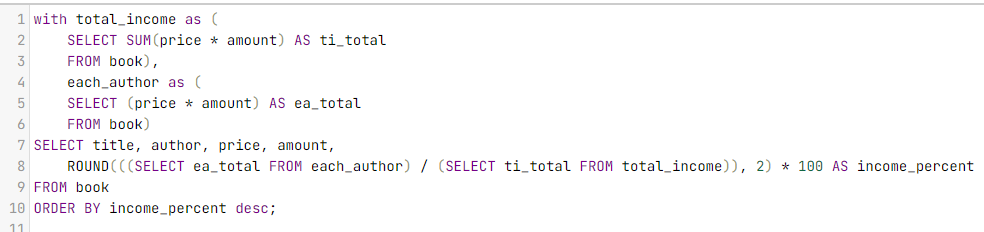 1 with total_income as (
2     SELECT SUM(price * amount) AS ti_total
3     FROM book),
4     each_author as (
5     SELECT (price * amount) AS ea_total
6     FROM book)
7 SELECT title, author, price, amount,
8     ROUND(((SELECT ea_total FROM each_author) / (SELECT ti_total FROM total_income)), 2) * 100 AS income_percent
9 FROM book
10 ORDER BY income_percent desc;
11